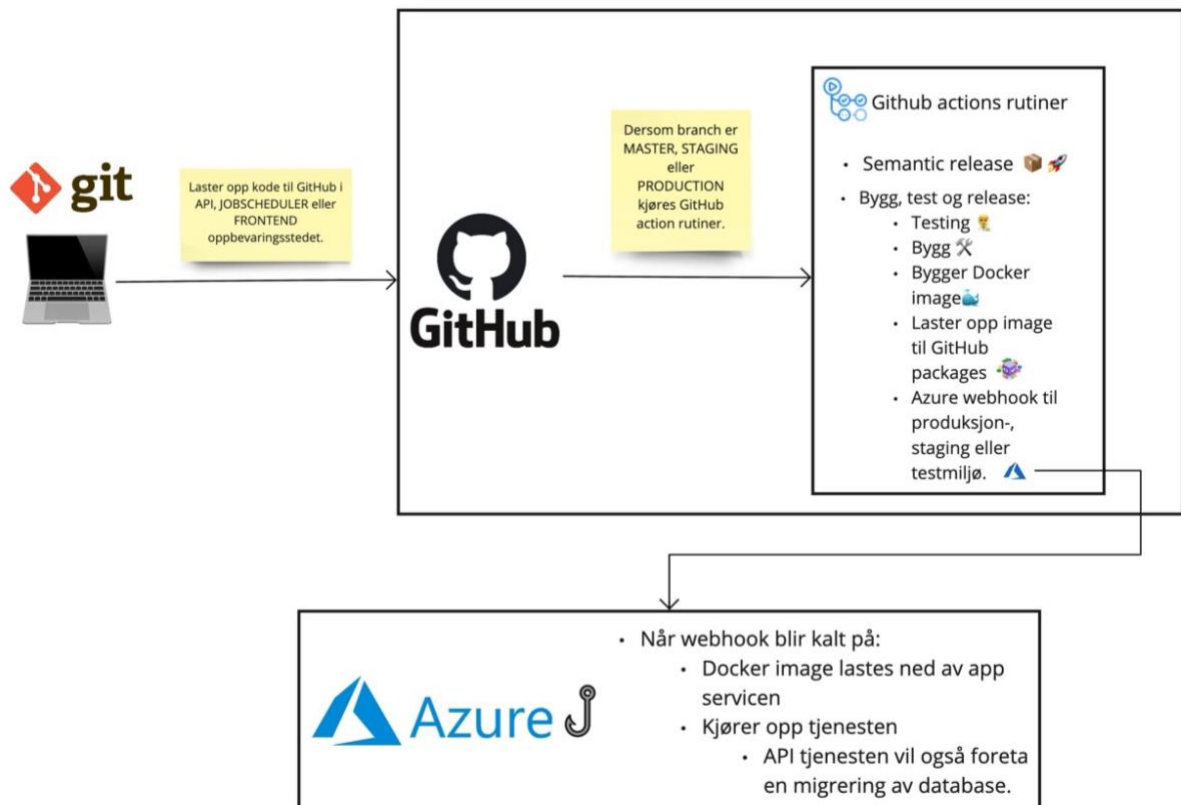 git
Laster opp kode til GitHub i
API, JOBSCHEDULER eller
FRONTEND
oppbevaringsstedet.
GitHub
Dersom branch er
MASTER, STAGING
eller
PRODUCTION
kjøres GitHub
action rutiner.
Github actions rutiner
• Semantic release 📦 🚀
• Bygg, test og release:
• Testing
• Bygg 🛠
• Bygger Docker
image🐳
• Laster opp image
til GitHub
packages
• Azure webhook til
produksjon-,
staging eller
testmiljø.
Azure
• Når webhook blir kalt på:
• Docker image lastes ned av app
servicen
• Kjører opp tjenesten
• API tjenesten vil også foreta
en migrering av database.